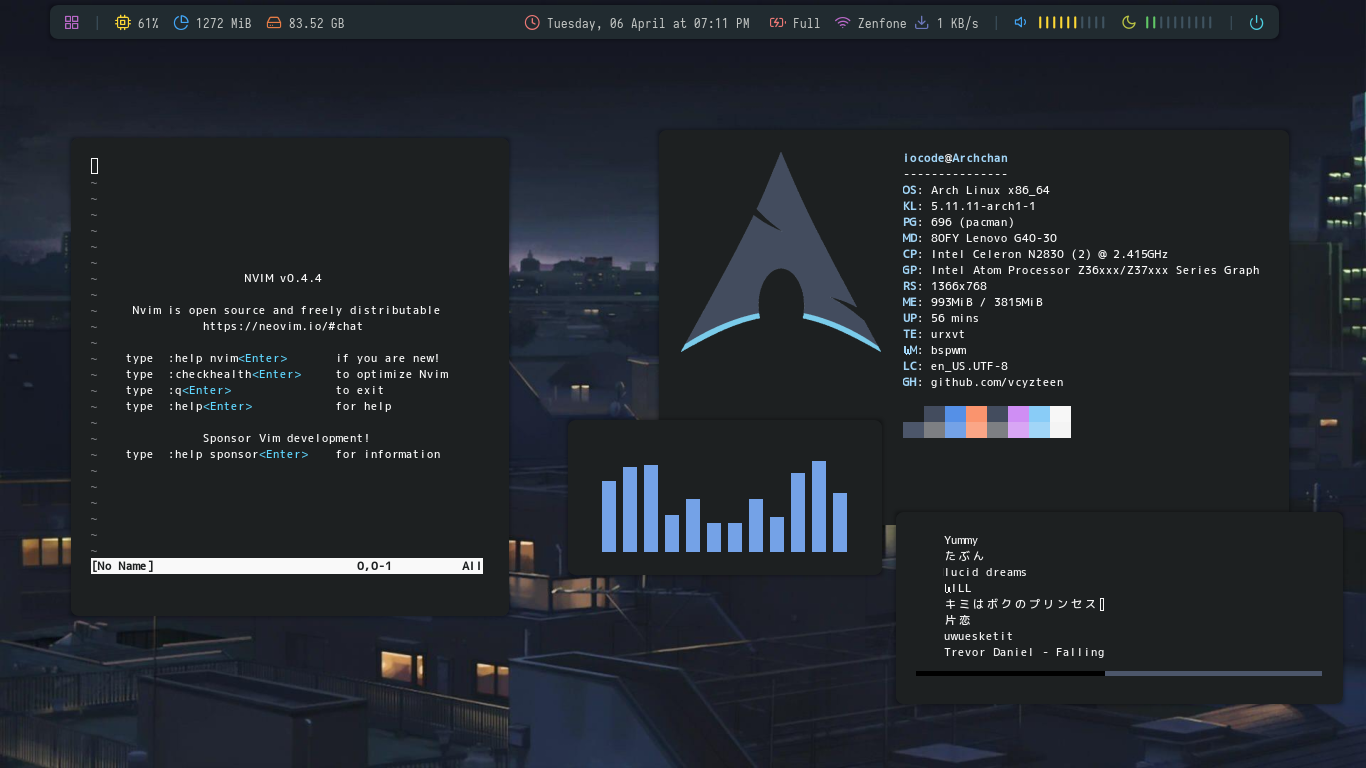 61% 1272 MiB 83.52 GB Tuesday, 06 April at 07:11 PM Full Zenfone 1 KB/s
~
~
~
~
~
~
~ NVIM v0.4.4
~
~ Nvim is open source and freely distributable
~ https://neovim.io/#chat
~
~ type :help nvim<Enter> if you are new!
~ type :checkhealth<Enter> to optimize Nvim
~ type :q<Enter> to exit
~ type :help<Enter> for help
~
~ Sponsor Vim development!
~ type :help sponsor<Enter> for information
~
~
~
~
~
~
[No Name] 0,0-1 All
iocode@Archchan
---------------
OS: Arch Linux x86_64
KL: 5.11.11-arch1-1
PG: 696 (pacman)
MD: 80FY Lenovo G40-30
CP: Intel Celeron N2830 (2) @ 2.415GHz
GP: Intel Atom Processor Z36xxx/Z37xxx Series Graph
RS: 1366x768
ME: 993MiB / 3815MiB
UP: 56 mins
TE: urxvt
WM: bspwm
LC: en_US.UTF-8
GH: github.com/vcyzteen
Yummy
たぶん
lucid dreams
WILL
キミはボクのプリンセス
片恋
uwuesketit
Trevor Daniel - Falling